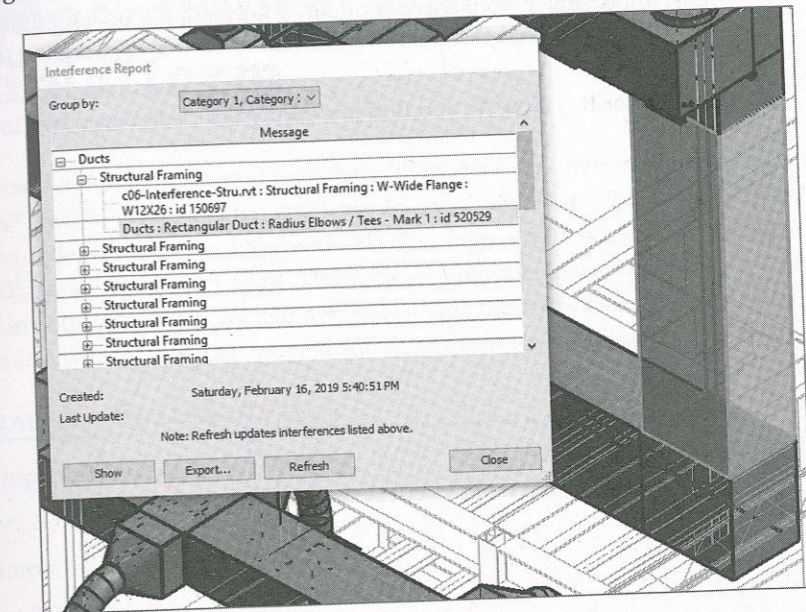 Interference Report
Group by: Category 1, Category :
Message
Ducts
Structural Framing
c06-Interference-Stru.rvt : Structural Framing : W-Wide Flange :
W12X26 : id 150697
Ducts : Rectangular Duct : Radius Elbows / Tees - Mark 1 : id 520529
Structural Framing
Structural Framing
Structural Framing
Structural Framing
Structural Framing
Structural Framing
Structural Framing
Created: Saturday, February 16, 2019 5:40:51 PM
Last Update:
Note: Refresh updates interferences listed above.
Show Export... Refresh Close